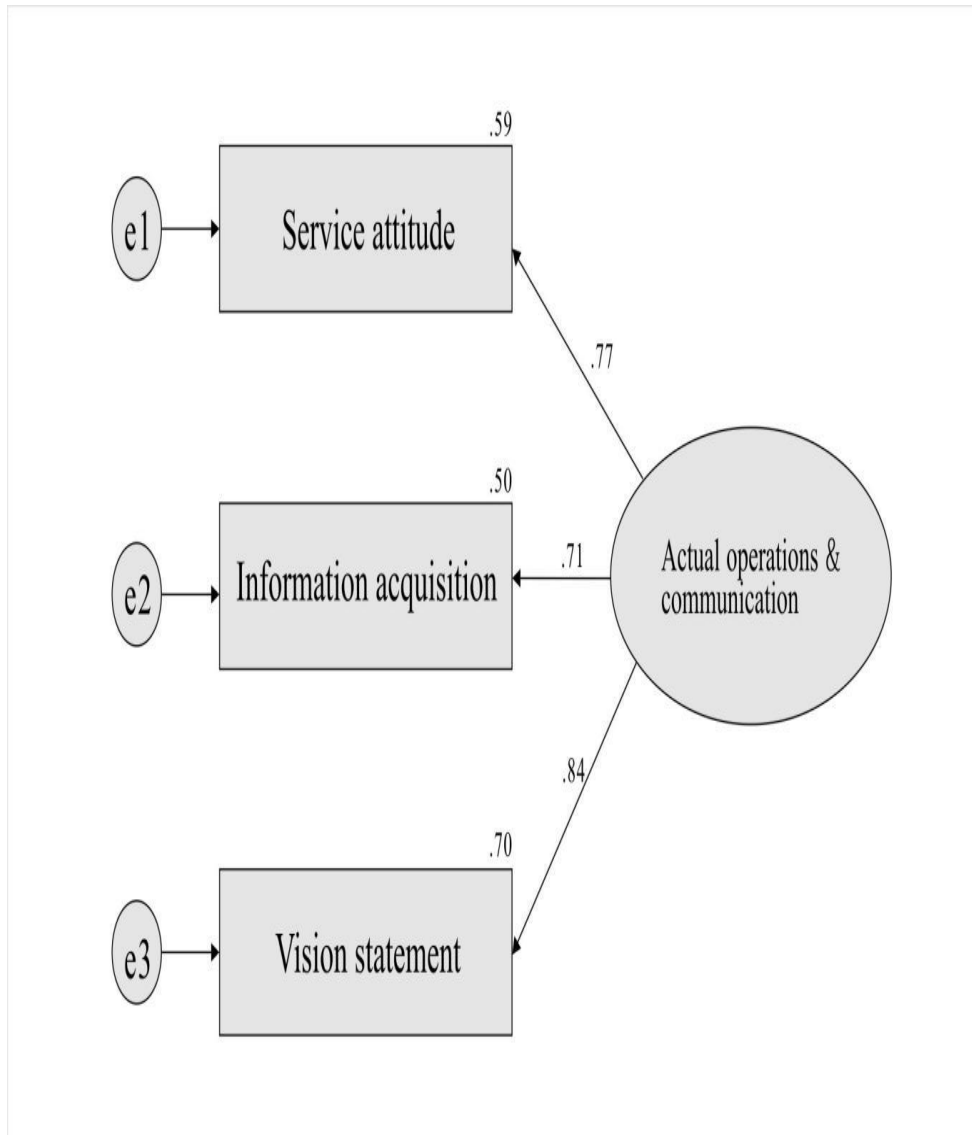 .59
e1
Service attitude
.77
.50
e2
Information acquisition
.71
Actual operations &
communication
.84
.70
e3
Vision statement